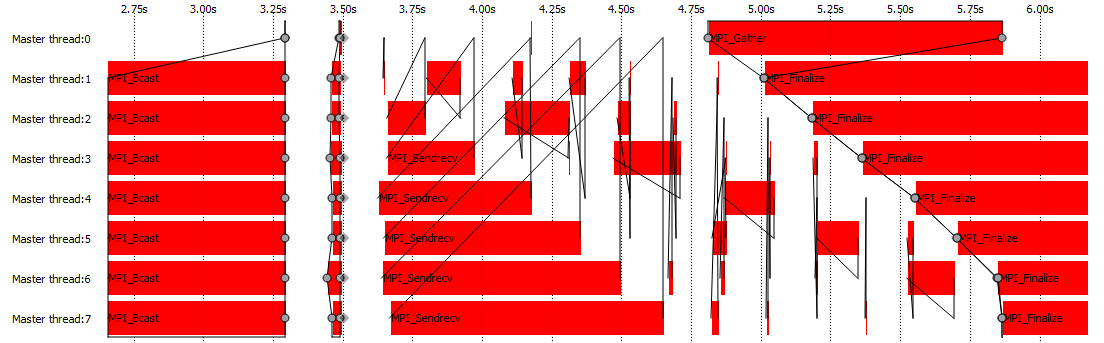 2.75s 3.00s 3.25s 3.50s 3.75s 4.00s 4.25s 4.50s 4.75s 5.00s 5.25s 5.50s 5.75s 6.00s
Master thread:0 MPI_Gather
Master thread:1 MPI_Bcast MPI_Finalize
Master thread:2 MPI_Bcast MPI_Finalize
Master thread:3 MPI_Bcast MPI_Sendrecv MPI_Finalize
Master thread:4 MPI_Bcast MPI_Sendrecv MPI_Finalize
Master thread:5 MPI_Bcast MPI_Sendrecv MPI_Finalize
Master thread:6 MPI_Bcast MPI_Sendrecv MPI_Finalize
Master thread:7 MPI_Bcast MPI_Sendrecv MPI_Finalize